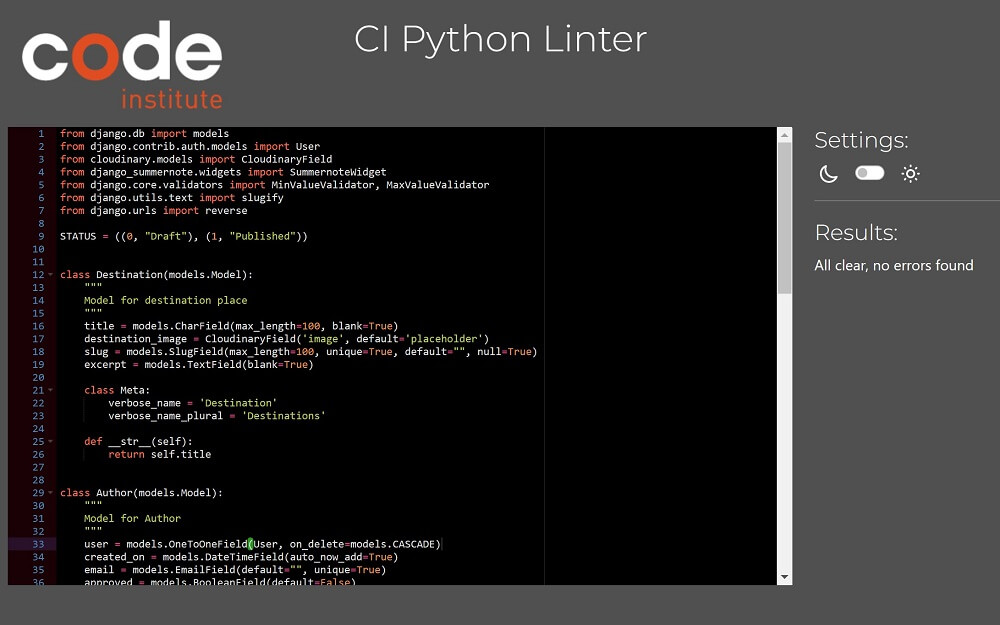 code
institute
CI Python Linter
1 from django.db import models
2 from django.contrib.auth.models import User
3 from cloudinary.models import CloudinaryField
4 from django_summernote.widgets import SummernoteWidget
5 from django.core.validators import MinValueValidator, MaxValueValidator
6 from django.utils.text import slugify
7 from django.urls import reverse
8
9 STATUS = ((0, "Draft"), (1, "Published"))
10
11
12 class Destination(models.Model):
13     """
14     Model for destination place
15     """
16     title = models.CharField(max_length=100, blank=True)
17     destination_image = CloudinaryField('image', default='placeholder')
18     slug = models.SlugField(max_length=100, unique=True, default="", null=True)
19     excerpt = models.TextField(blank=True)
20
21     class Meta:
22         verbose_name = 'Destination'
23         verbose_name_plural = 'Destinations'
24
25     def __str__(self):
26         return self.title
27
28
29 class Author(models.Model):
30     """
31     Model for Author
32     """
33     user = models.OneToOneField(User, on_delete=models.CASCADE)
34     created_on = models.DateTimeField(auto_now_add=True)
35     email = models.EmailField(default="", unique=True)
36     approved = models.BooleanField(default=False)
Settings:
Results:
All clear, no errors found